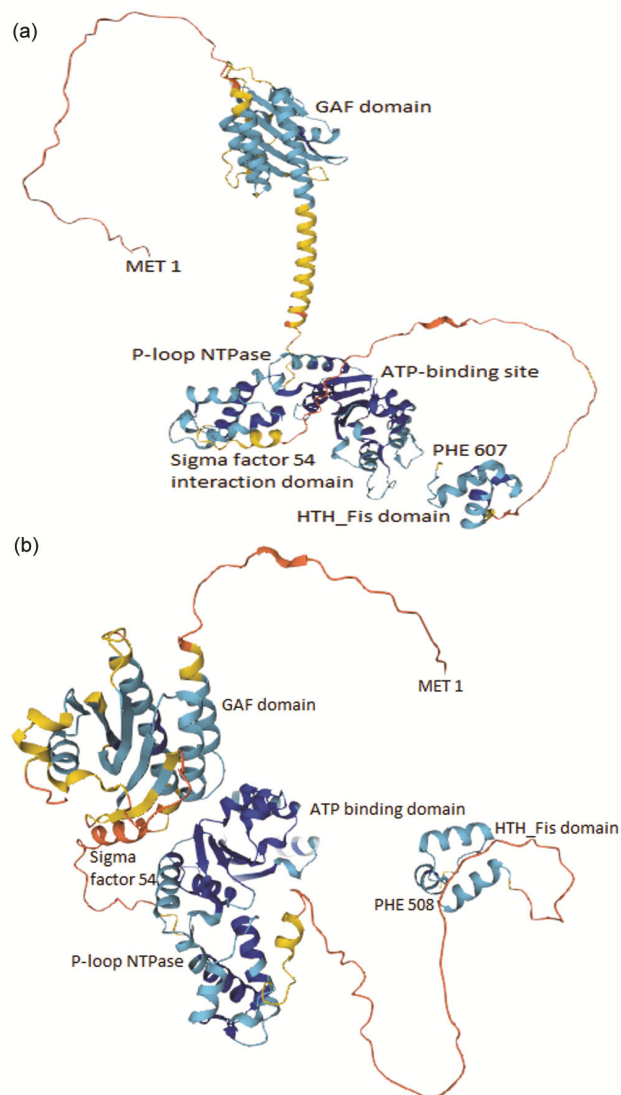 (a)
GAF domain
MET 1
P-loop NTPase
ATP-binding site
Sigma factor 54
interaction domain
PHE 607
HTH_Fis domain
(b)
MET 1
GAF domain
ATP binding domain
Sigma
factor 54
HTH_Fis domain
PHE 508
P-loop NTPase